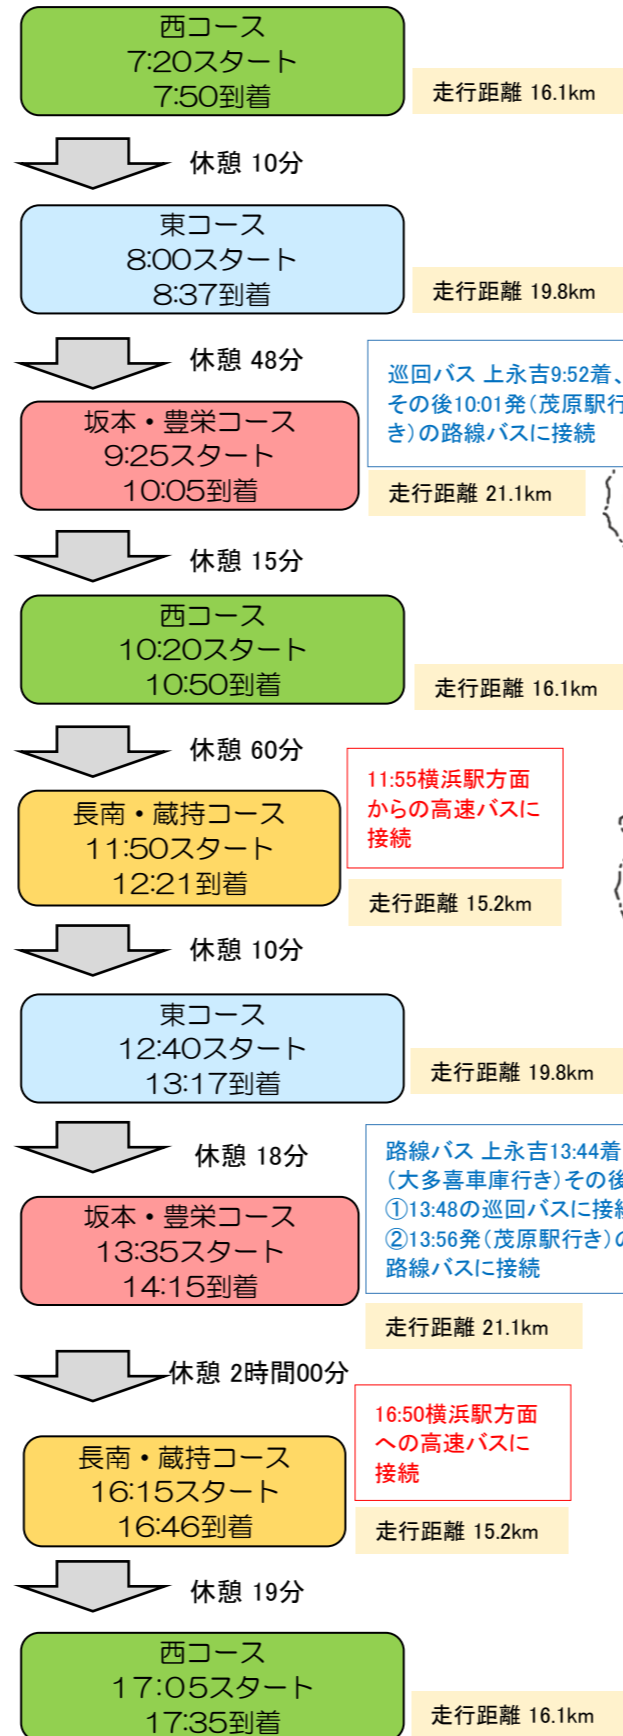 西コース
7:20スタート
7:50到着
走行距離 16.1km
休憩 10分
東コース
8:00スタート
8:37到着
走行距離 19.8km
休憩 48分
巡回バス 上永吉9:52着、
その後10:01発(茂原駅行
き)の路線バスに接続
坂本・豊栄コース
9:25スタート
10:05到着
走行距離 21.1km
休憩 15分
西コース
10:20スタート
10:50到着
走行距離 16.1km
休憩 60分
11:55横浜駅方面
からの高速バスに
接続
長南・蔵持コース
11:50スタート
12:21到着
走行距離 15.2km
休憩 10分
東コース
12:40スタート
13:17到着
走行距離 19.8km
休憩 18分
路線バス 上永吉13:44着
(大多喜車庫行き)その後
①13:48の巡回バスに接続
②13:56発(茂原駅行き)の
路線バスに接続
坂本・豊栄コース
13:35スタート
14:15到着
走行距離 21.1km
休憩 2時間00分
16:50横浜駅方面
への高速バスに
接続
長南・蔵持コース
16:15スタート
16:46到着
走行距離 15.2km
休憩 19分
西コース
17:05スタート
17:35到着
走行距離 16.1km